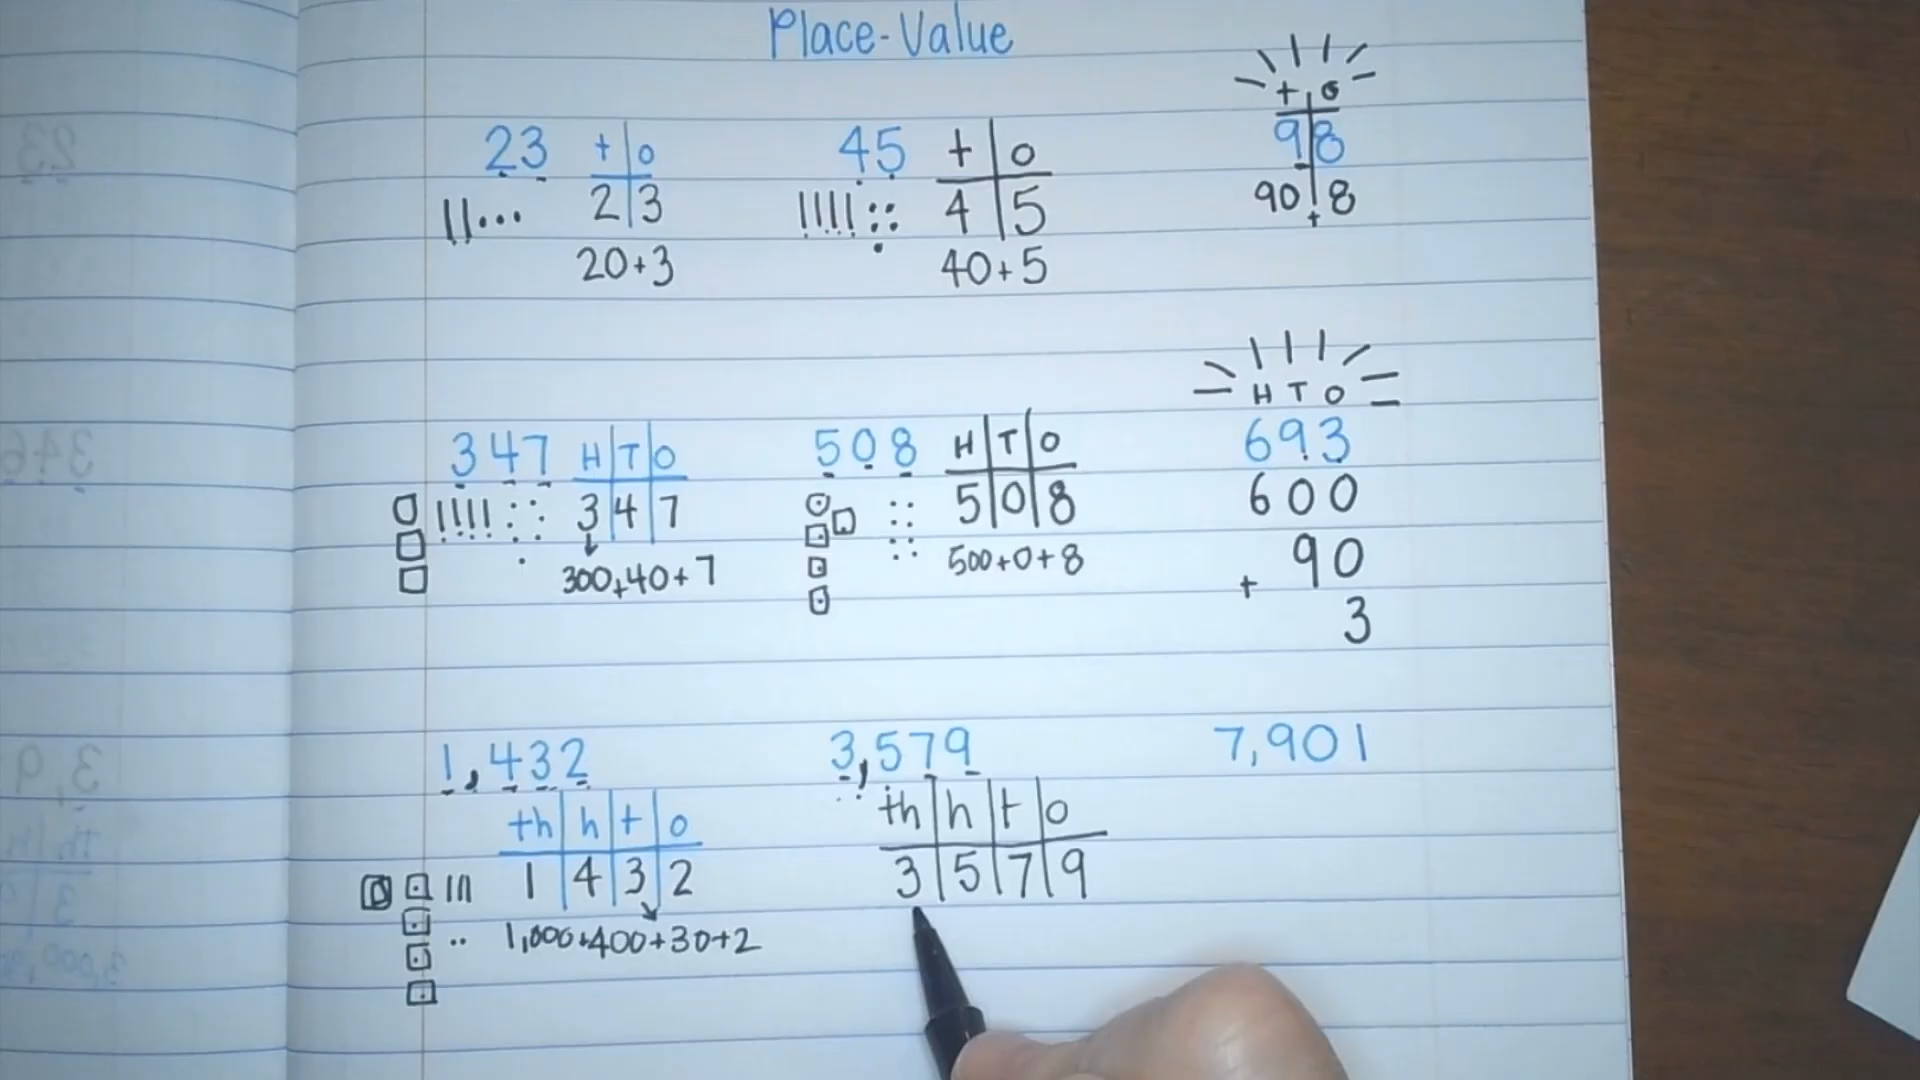 Place-Value
23
t o
2 3
20+3
45
t o
4 5
40+5
t o
98
90+8
347
H T O
3 4 7
300+40+7
508
H T O
5 0 8
500+0+8
H T O
693
600
90
+
3
1,432
th h t o
1 4 3 2
1,000+400+30+2
3,579
th h t o
3 5 7 9
7,901